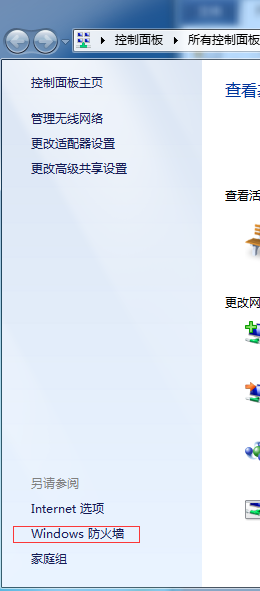 控制面板 所有控制面板
控制面板主页
管理无线网络
更改适配器设置
更改高级共享设置
查看
查看活
更改网
另请参阅
Internet 选项
Windows 防火墙
家庭组